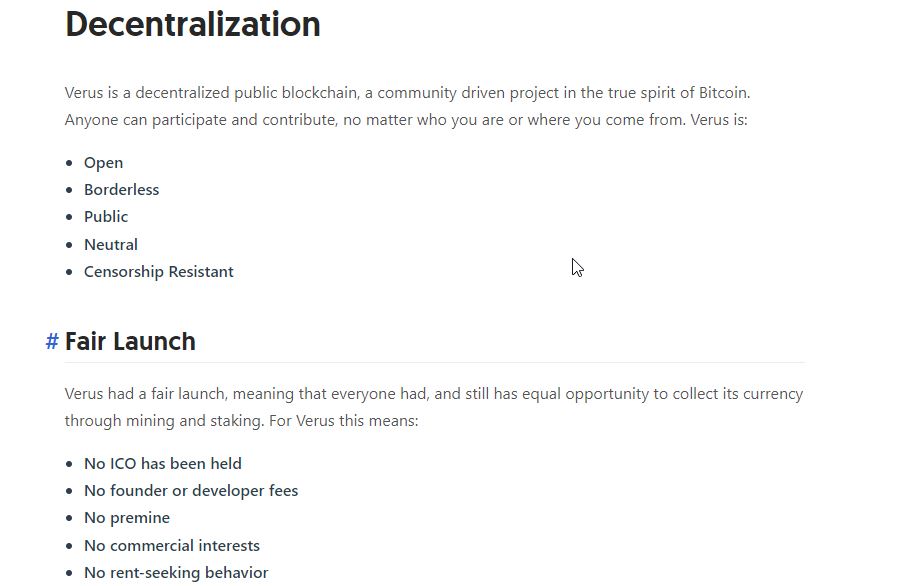 Decentralization
Verus is a decentralized public blockchain, a community driven project in the true spirit of Bitcoin.
Anyone can participate and contribute, no matter who you are or where you come from. Verus is:
• Open
• Borderless
• Public
• Neutral
• Censorship Resistant
# Fair Launch
Verus had a fair launch, meaning that everyone had, and still has equal opportunity to collect its currency
through mining and staking. For Verus this means:
• No ICO has been held
• No founder or developer fees
• No premine
• No commercial interests
• No rent-seeking behavior